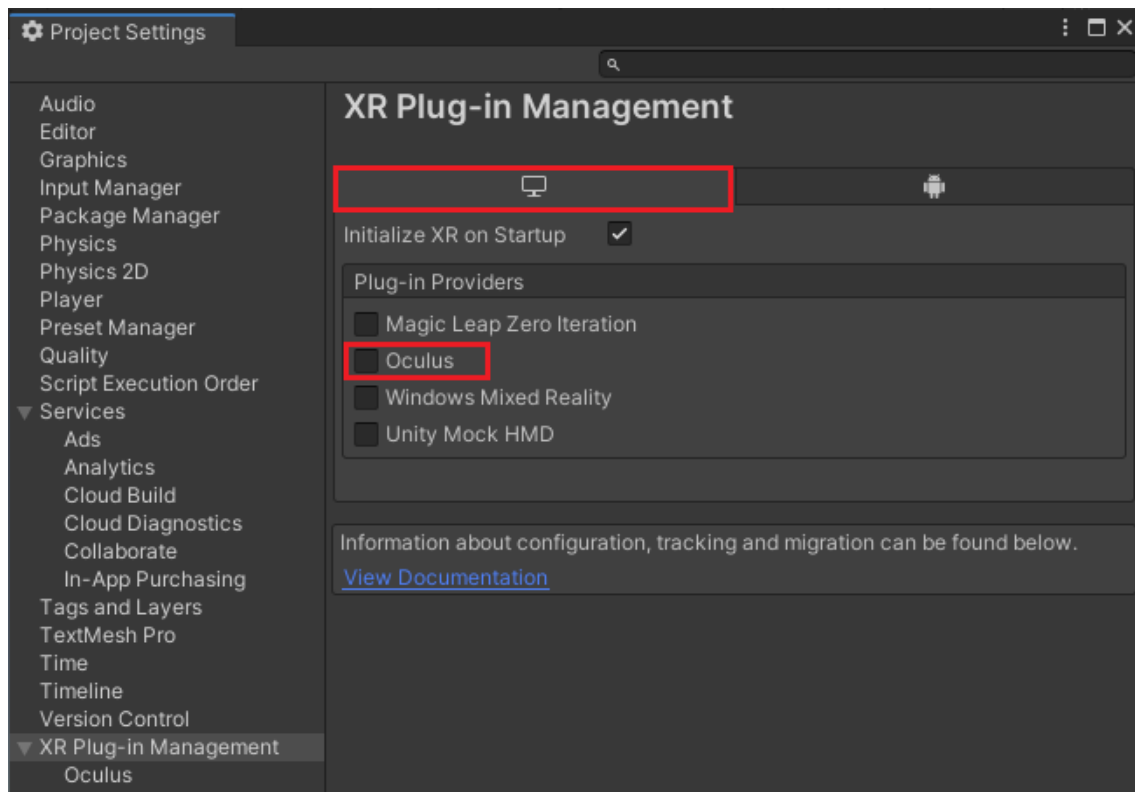 Project Settings
Audio
Editor
Graphics
Input Manager
Package Manager
Physics
Physics 2D
Player
Preset Manager
Quality
Script Execution Order
Services
Ads
Analytics
Cloud Build
Cloud Diagnostics
Collaborate
In-App Purchasing
Tags and Layers
TextMesh Pro
Time
Timeline
Version Control
XR Plug-in Management
Oculus
XR Plug-in Management
Initialize XR on Startup
Plug-in Providers
Magic Leap Zero Iteration
Oculus
Windows Mixed Reality
Unity Mock HMD
Information about configuration, tracking and migration can be found below.
View Documentation